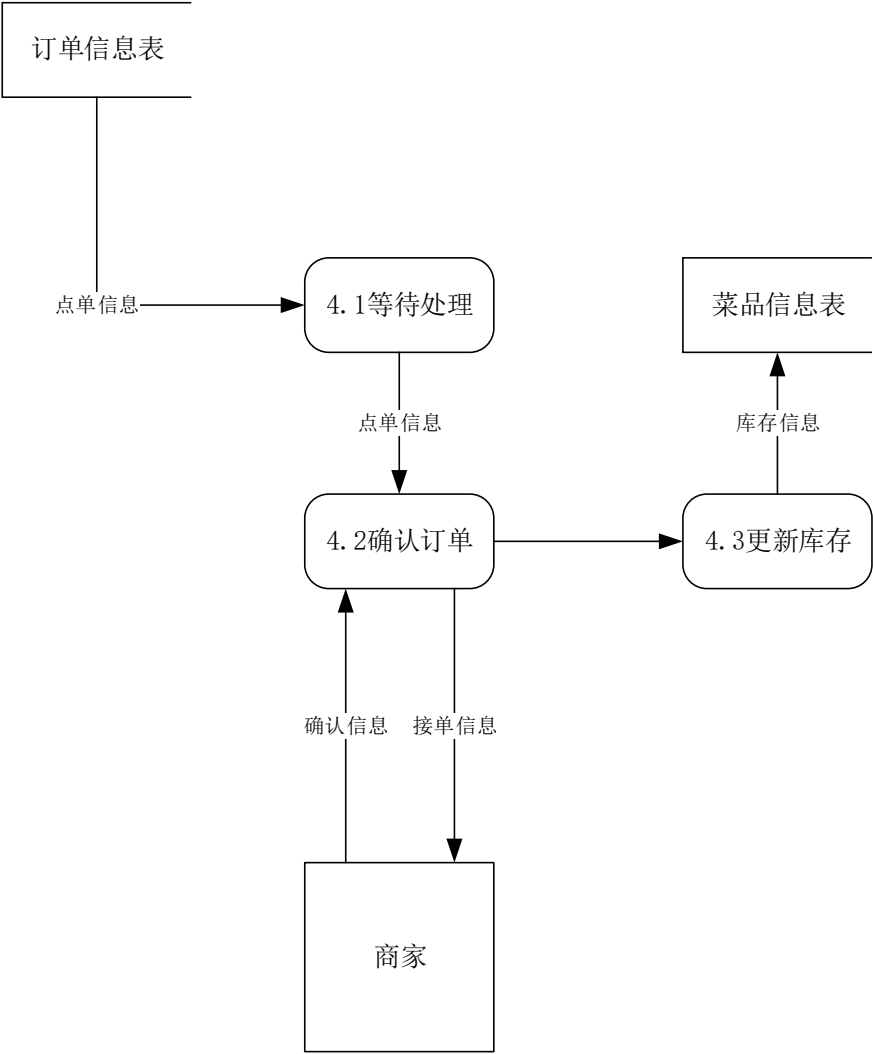 订单信息表
点单信息
4.1等待处理
菜品信息表
点单信息
库存信息
4.2确认订单
4.3更新库存
确认信息
接单信息
商家